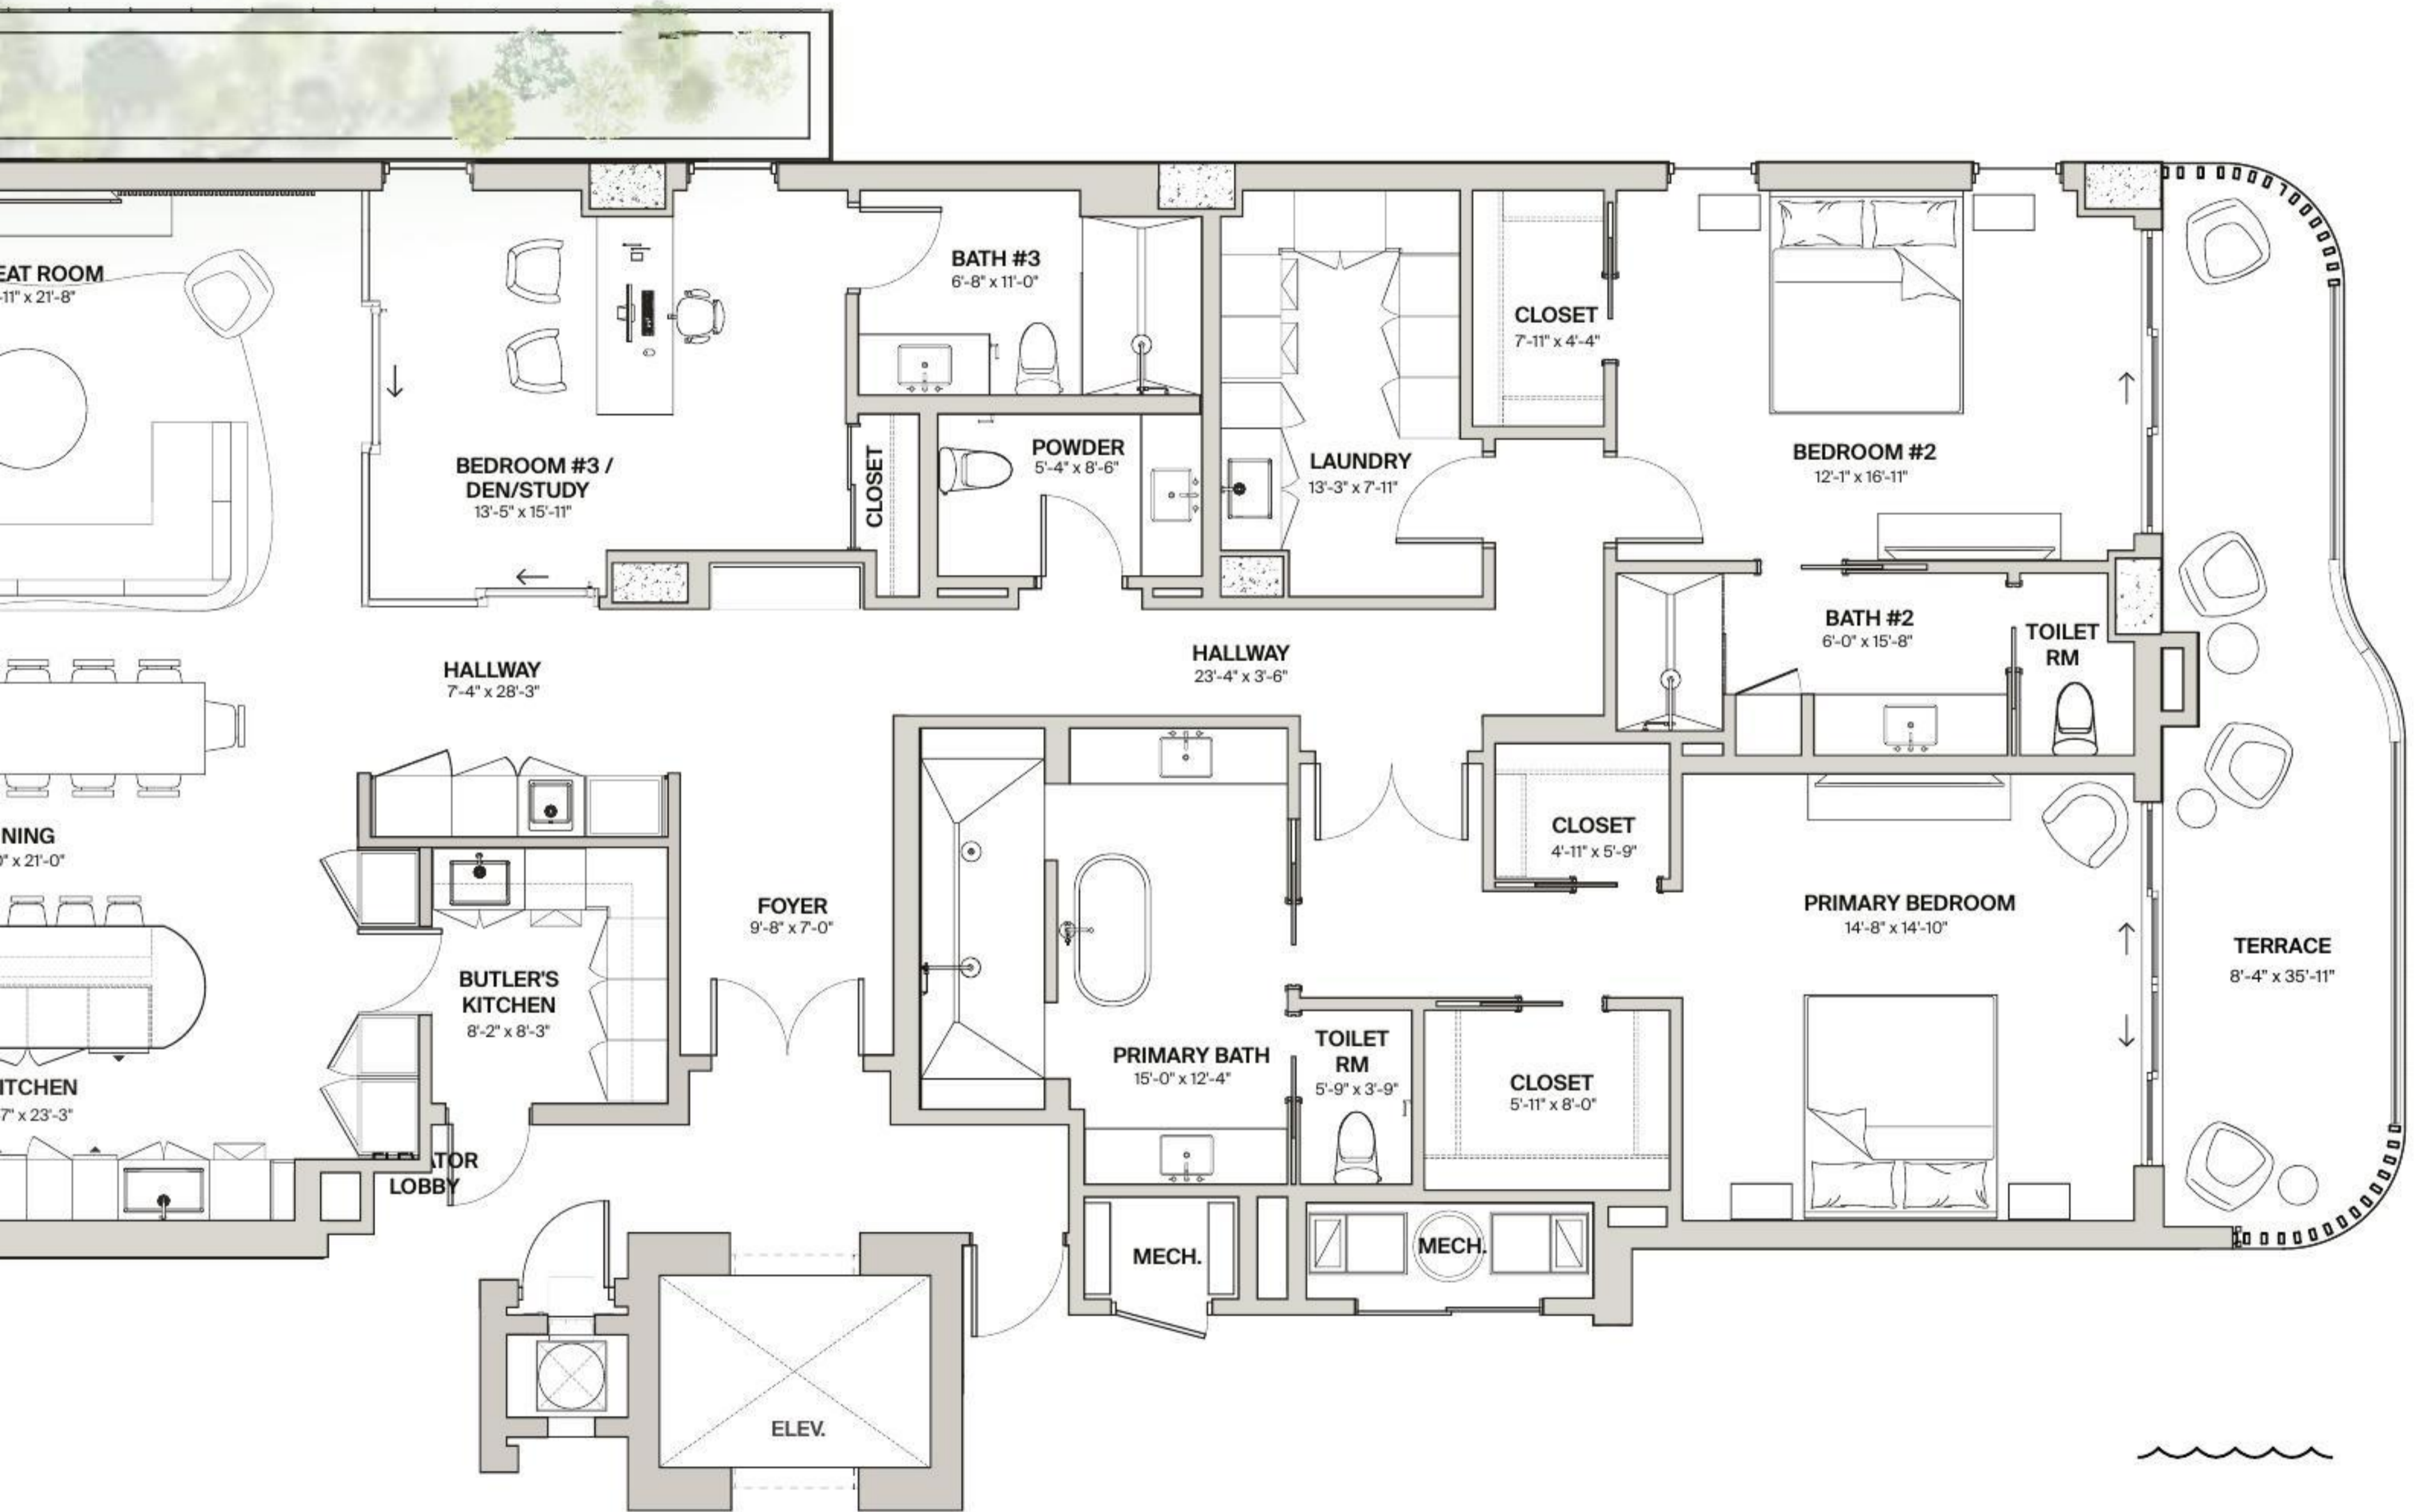 EAT ROOM
-11" x 21'-8"
BEDROOM #3 /
DEN/STUDY
13'-5" x 15'-11"
BATH #3
6'-8" x 11'-0"
CLOSET
POWDER
5'-4" x 8'-6"
LAUNDRY
13'-3" x 7'-11"
CLOSET
7'-11" x 4'-4"
BEDROOM #2
12'-1" x 16'-11"
BATH #2
6'-0" x 15'-8"
TOILET
RM
HALLWAY
7'-4" x 28'-3"
HALLWAY
23'-4" x 3'-6"
NING
" x 21'-0"
FOYER
9'-8" x 7'-0"
BUTLER'S
KITCHEN
8'-2" x 8'-3"
ITCHEN
7" x 23'-3"
ATOR
LOBBY
PRIMARY BATH
15'-0" x 12'-4"
TOILET
RM
5'-9" x 3'-9"
CLOSET
4'-11" x 5'-9"
CLOSET
5'-11" x 8'-0"
PRIMARY BEDROOM
14'-8" x 14'-10"
TERRACE
8'-4" x 35'-11"
MECH.
MECH.
ELEV.